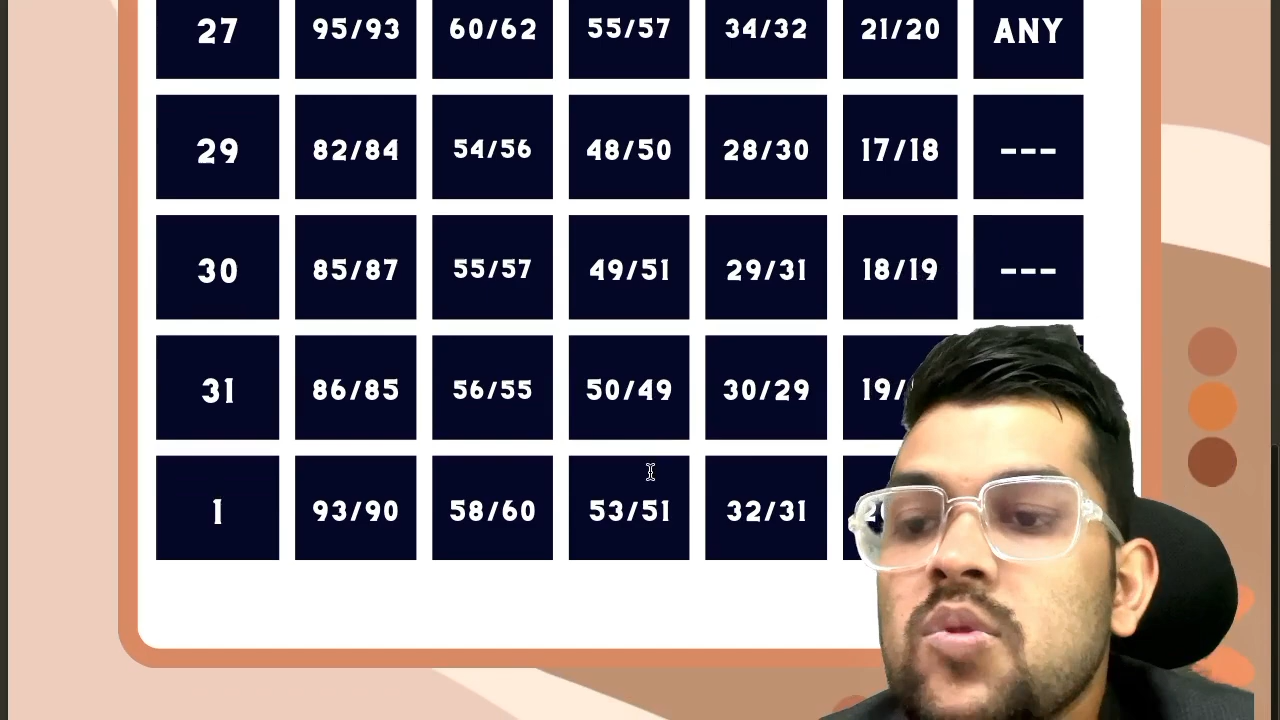 27 95/93 60/62 55/57 34/32 21/20 ANY
29 82/84 54/56 48/50 28/30 17/18 ---
30 85/87 55/57 49/51 29/31 18/19 ---
31 86/85 56/55 50/49 30/29
1 93/90 58/60 53/51 32/31